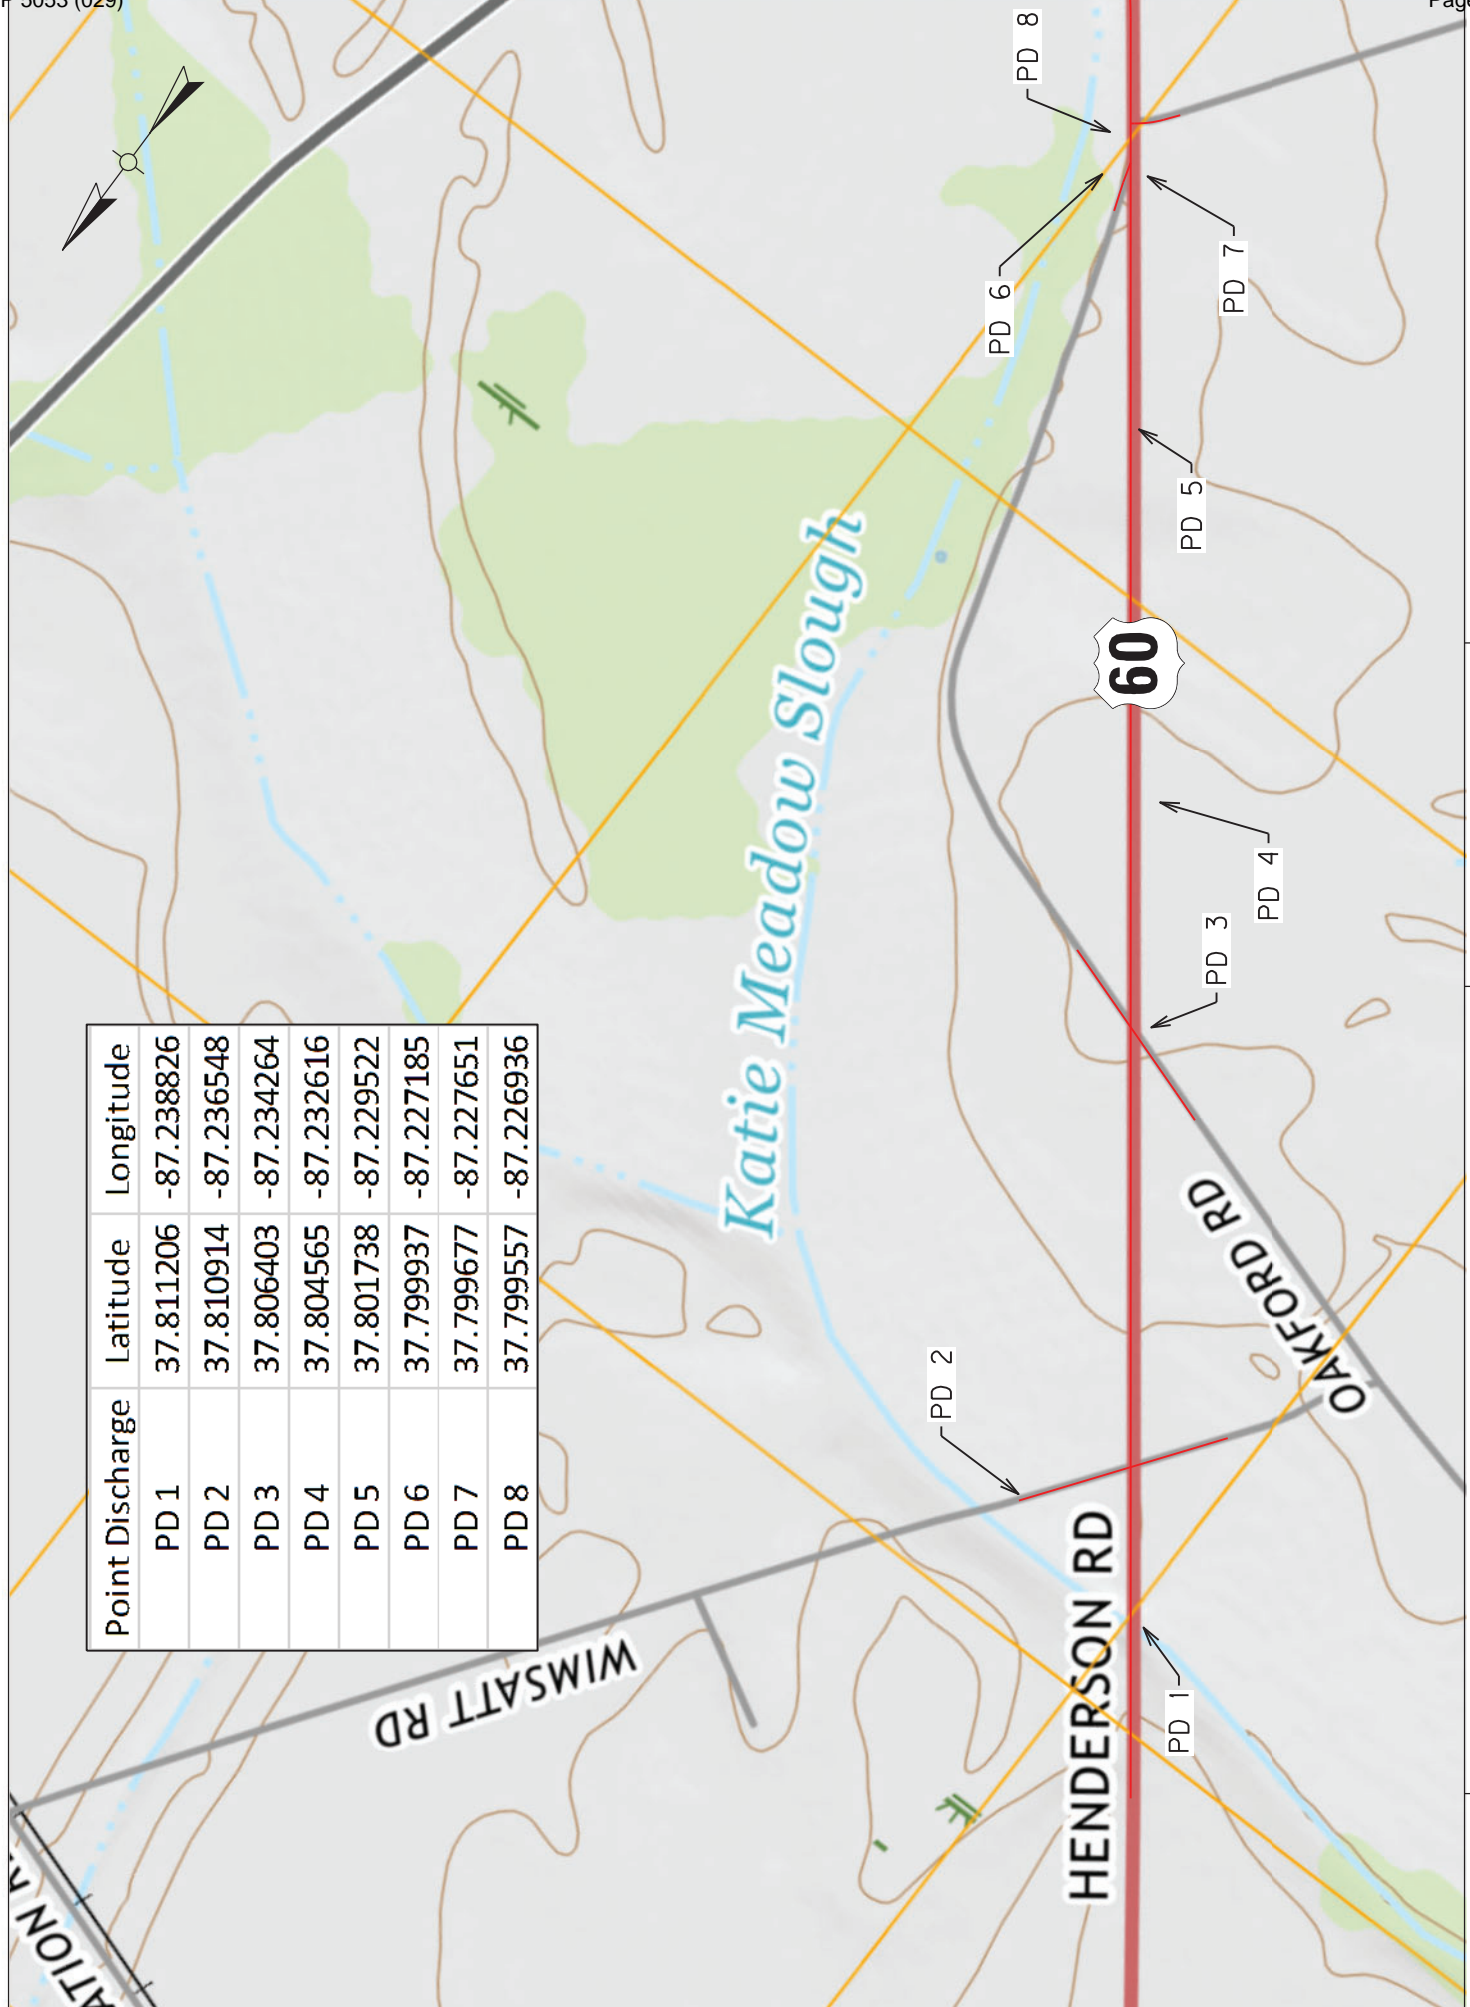 P 5053 (029)
Page
Point Discharge Latitude Longitude
PD 1 37.811206 -87.238826
PD 2 37.810914 -87.236548
PD 3 37.806403 -87.234264
PD 4 37.804565 -87.232616
PD 5 37.801738 -87.229522
PD 6 37.799937 -87.227185
PD 7 37.799677 -87.227651
PD 8 37.799557 -87.226936
Katie Meadow Slough
WIMSATT RD
HENDERSON RD
OAKFORD RD
60
PD 1
PD 2
PD 3
PD 4
PD 5
PD 6
PD 7
PD 8